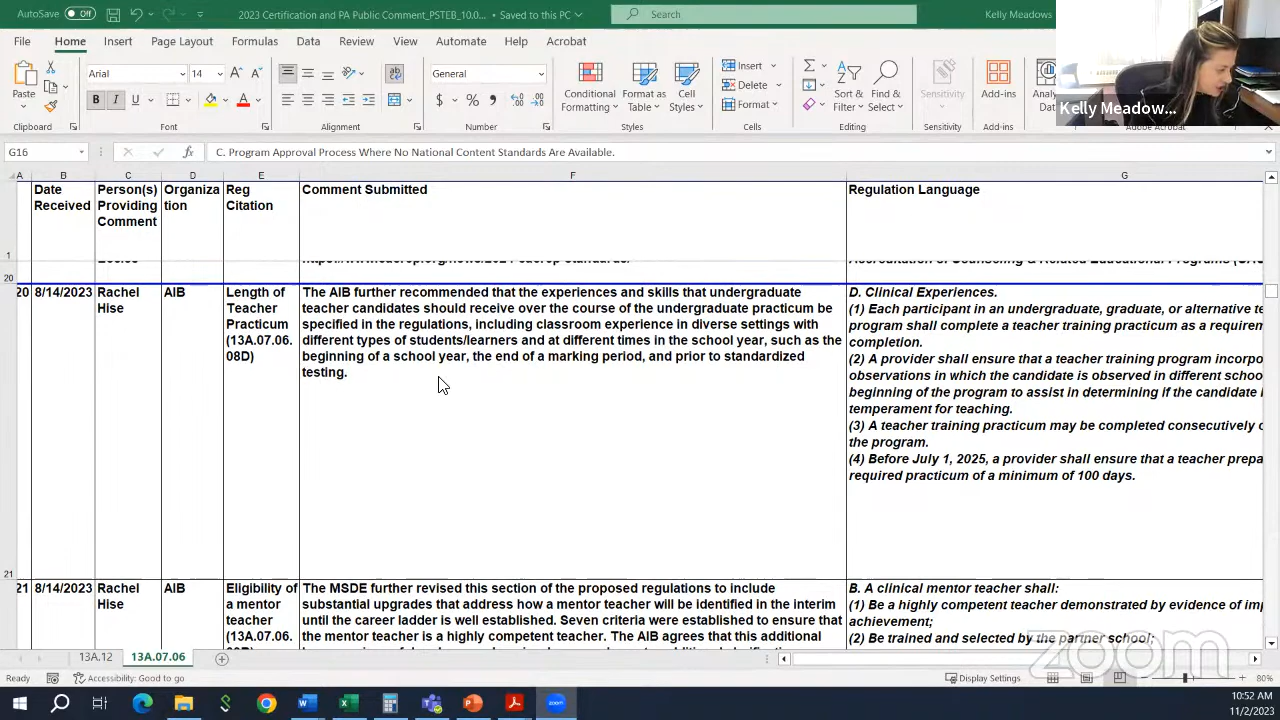 AutoSave Off 2023 Certification and PA Public Comment_PSTEB_10.0... • Saved to this PC Search Kelly Meadows
File Home Insert Page Layout Formulas Data Review View Automate Help Acrobat
Paste Arial 14 General Conditional Formatting Format as Table Cell Styles Insert Delete Format Sort & Filter Find & Select Sensitivity Add-ins
Clipboard Font Alignment Number Styles Cells Editing Sensitivity Add-ins Adobe Acrobat
Kelly Meadow...
G16 fx C. Program Approval Process Where No National Content Standards Are Available.
A B C D E F G
Date Received
Person(s) Providing Comment
Organiza tion
Reg Citation
Comment Submitted
Regulation Language
1
20
20 8/14/2023 Rachel Hise AIB
Length of
Teacher
Practicum
(13A.07.06.
08D)
The AIB further recommended that the experiences and skills that undergraduate
teacher candidates should receive over the course of the undergraduate practicum be
specified in the regulations, including classroom experience in diverse settings with
different types of students/learners and at different times in the school year, such as the
beginning of a school year, the end of a marking period, and prior to standardized
testing.
D. Clinical Experiences.
(1) Each participant in an undergraduate, graduate, or alternative te
program shall complete a teacher training practicum as a requirem
completion.
(2) A provider shall ensure that a teacher training program incorpo
observations in which the candidate is observed in different schoo
beginning of the program to assist in determining if the candidate
temperament for teaching.
(3) A teacher training practicum may be completed consecutively o
the program.
(4) Before July 1, 2025, a provider shall ensure that a teacher prepa
required practicum of a minimum of 100 days.
21
21 8/14/2023 Rachel Hise AIB
Eligibility of
a mentor
teacher
(13A.07.06.
The MSDE further revised this section of the proposed regulations to include
substantial upgrades that address how a mentor teacher will be identified in the interim
until the career ladder is well established. Seven criteria were established to ensure that
the mentor teacher is a highly competent teacher. The AIB agrees that this additional
B. A clinical mentor teacher shall:
(1) Be a highly competent teacher demonstrated by evidence of imp
achievement;
(2) Be trained and selected by the partner school;
13A.12 13A.07.06
zoom
Ready Accessibility: Good to go Display Settings 80%
10:52 AM
11/2/2023